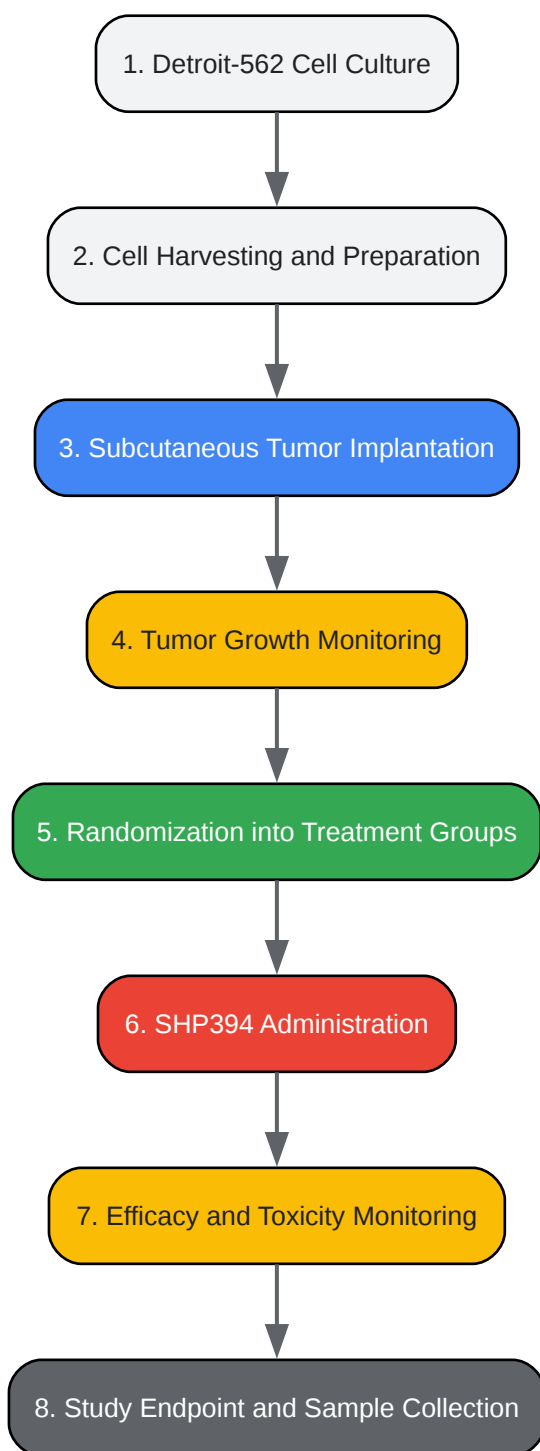 1. Detroit-562 Cell Culture
2. Cell Harvesting and Preparation
3. Subcutaneous Tumor Implantation
4. Tumor Growth Monitoring
5. Randomization into Treatment Groups
6. SHP394 Administration
7. Efficacy and Toxicity Monitoring
8. Study Endpoint and Sample Collection